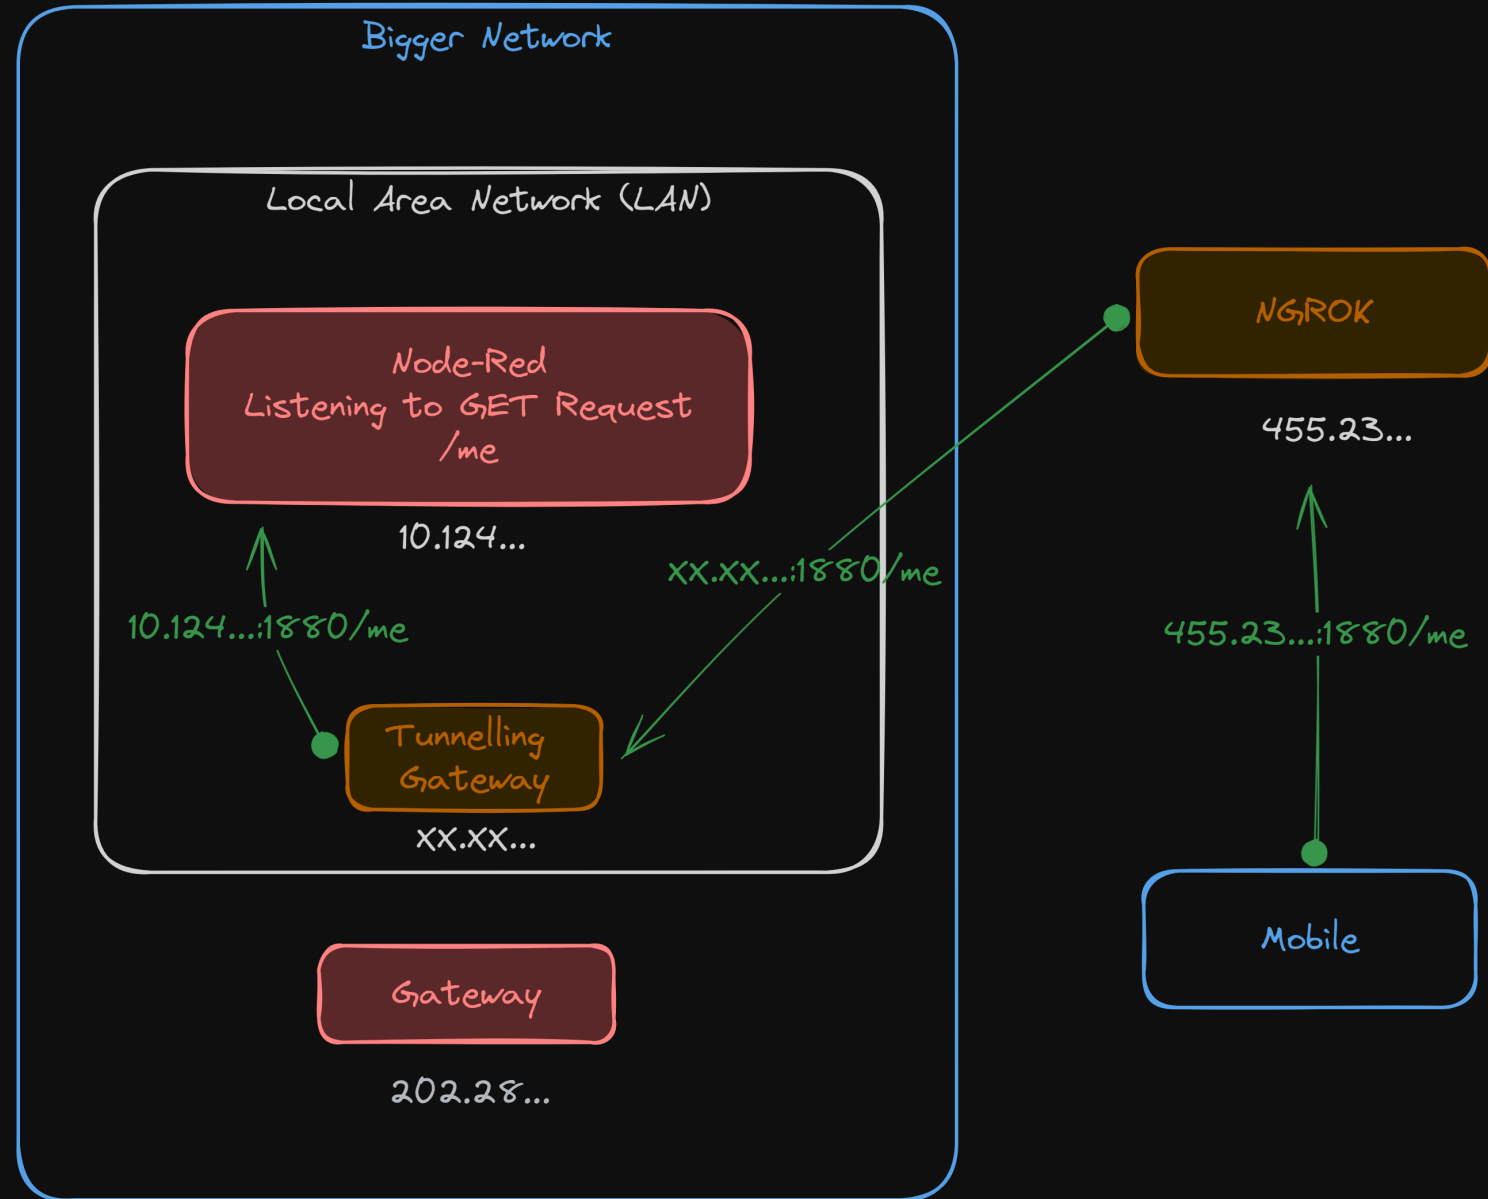 Bigger Network
Local Area Network (LAN)
Node-Red
Listening to GET Request
/me
10.124...
10.124...:1880/me
xx.xx...:1880/me
Tunnelling
Gateway
xx.xx...
Gateway
202.28...
NGROK
455.23...
455.23...:1880/me
Mobile